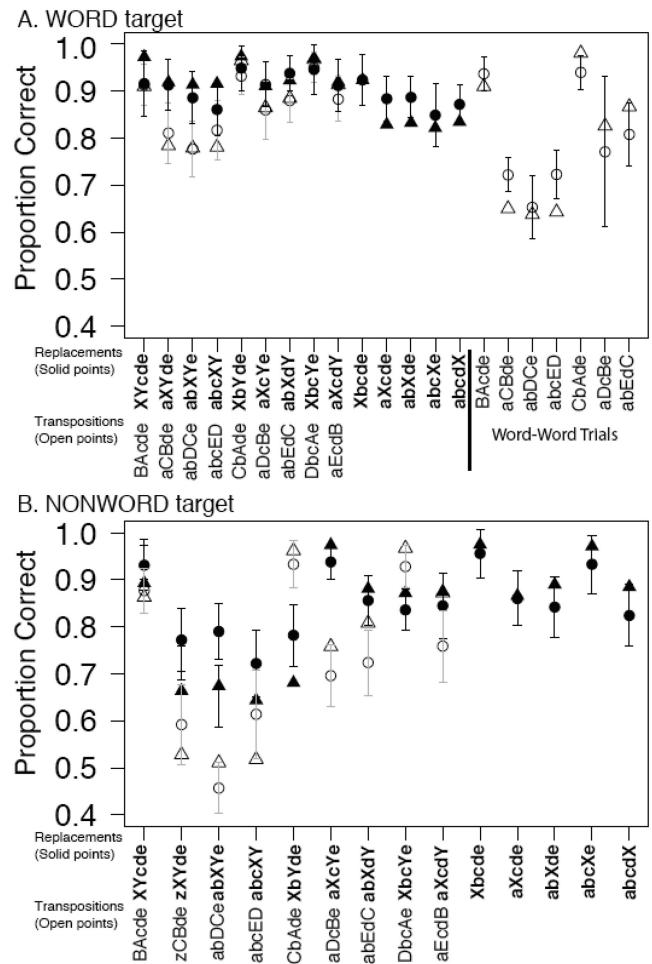 A. WORD target
1.0
0.9
0.8
0.7
0.6
0.5
0.4
Proportion Correct
Replacements
(Solid points)
XYcde aXYde abXYe abcXY XbYde aXcYe abXdY XbcYe aXcdY Xbcde aXcde abXde abcXe abcdX
BAcde aCBde abDCe abcED CbAde aDcBe abEdC
Transpositions
(Open points)
BAcde aCBde abDCe abcED CbAde aDcBe abEdC DbcAe aEcdB
Word-Word Trials
B. NONWORD target
1.0
0.9
0.8
0.7
0.6
0.5
0.4
Proportion Correct
Replacements
(Solid points)
XYcde zXYde abXYe abcXY XbYde aXcYe abXdY XbcYe aXcdY Xbcde aXcde abXde abcXe abcdX
Transpositions
(Open points)
BAcde zCBde abDCe abcED CbAde aDcBe abEdC DbcAe aEcdB